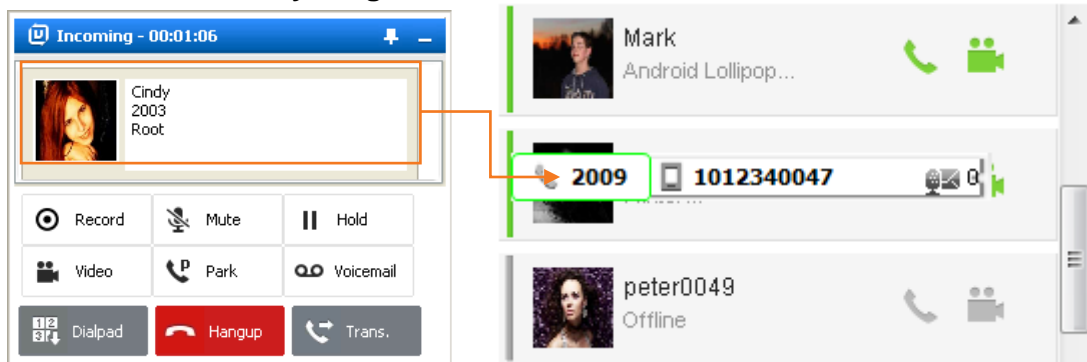 Incoming - 00:01:06
Cindy
2003
Root
Record Mute Hold
Video Park Voicemail
Dialpad Hangup Trans.
Mark
Android Lollipop...
2009 1012340047 0
peter0049
Offline